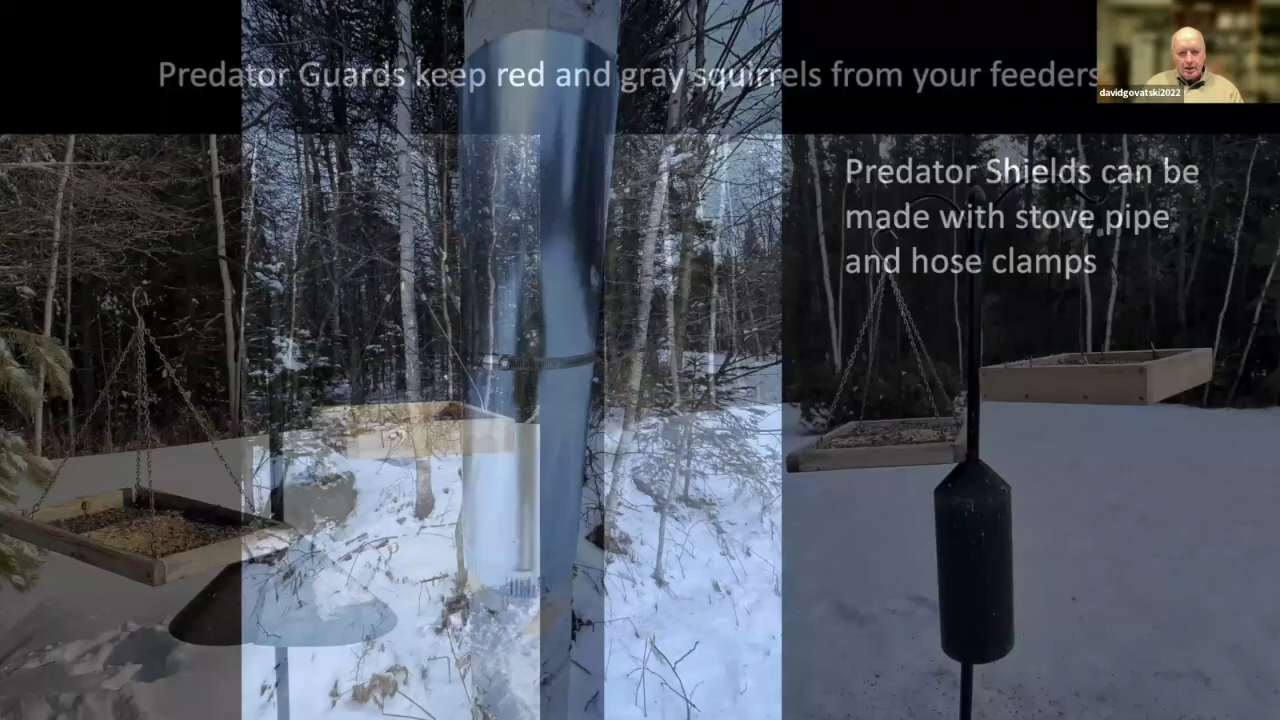 Predator Guards keep red and gray squirrels from your feeders
davidgovatski2022
Predator Shields can be
made with stove pipe
and hose clamps